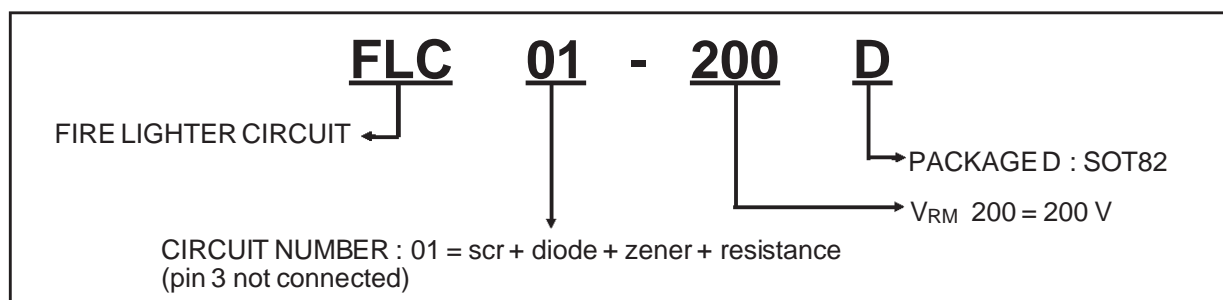 FLC 01 - 200 D
FIRE LIGHTER CIRCUIT
PACKAGE D : SOT82
VRM 200 = 200 V
CIRCUIT NUMBER : 01 = scr + diode + zener + resistance
(pin 3 not connected)